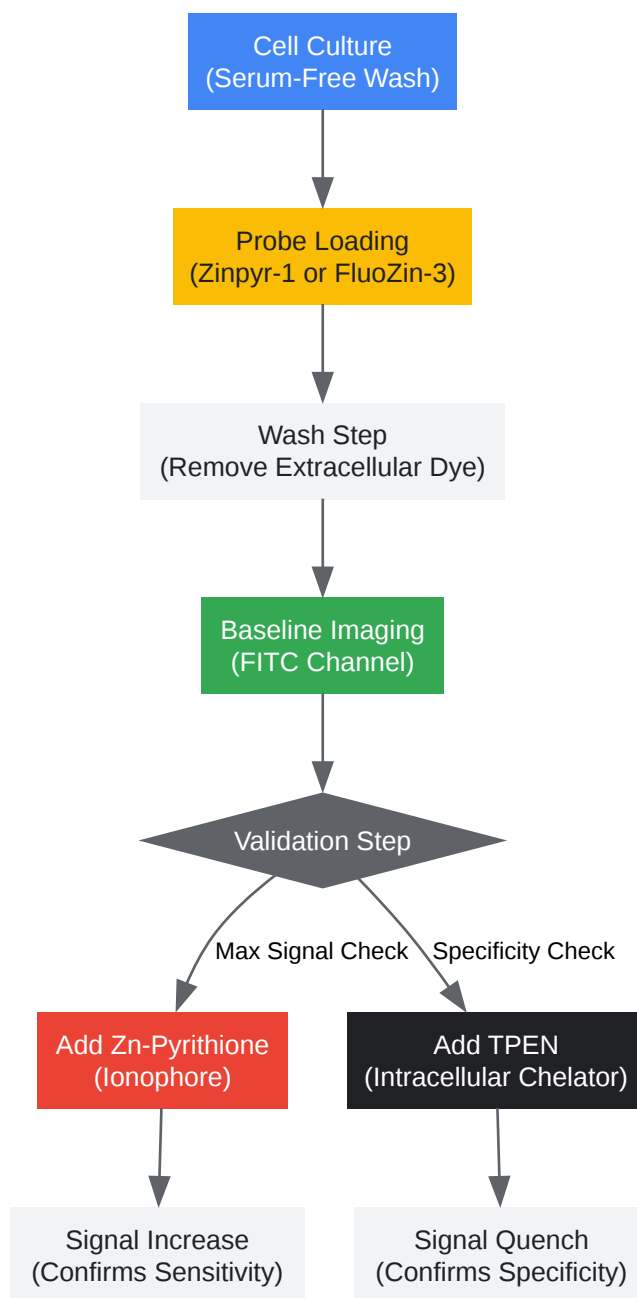 Cell Culture
(Serum-Free Wash)
Probe Loading
(Zinpyr-1 or FluoZin-3)
Wash Step
(Remove Extracellular Dye)
Baseline Imaging
(FITC Channel)
Validation Step
Max Signal Check
Specificity Check
Add Zn-Pyrithione
(Ionophore)
Add TPEN
(Intracellular Chelator)
Signal Increase
(Confirms Sensitivity)
Signal Quench
(Confirms Specificity)